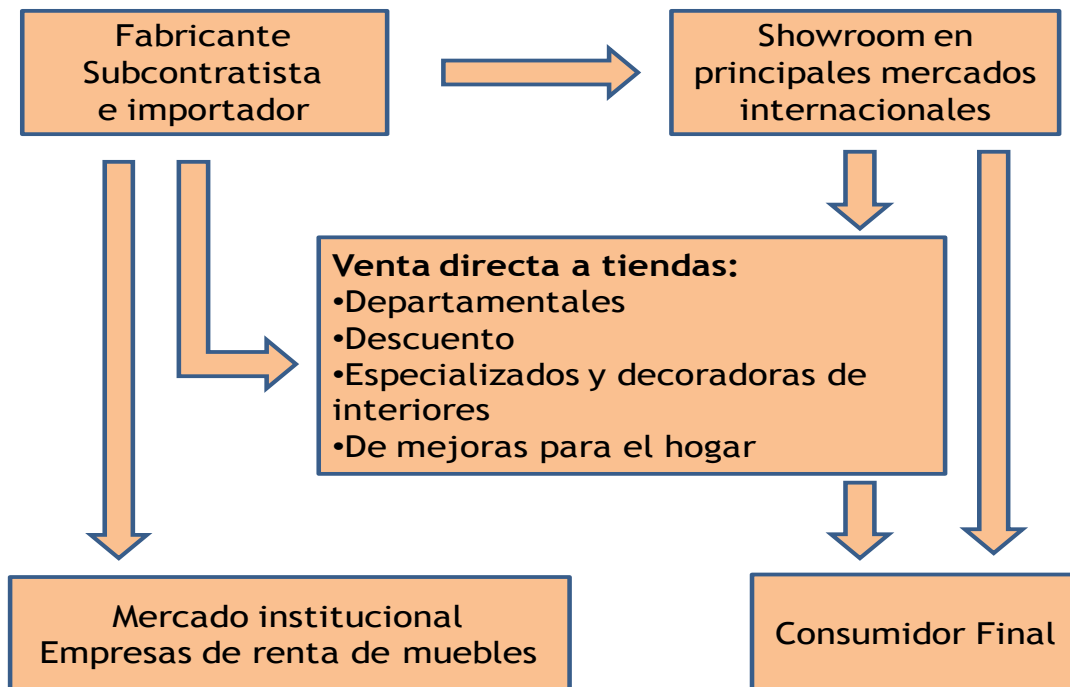 Fabricante
Subcontratista
e importador
Showroom en
principales mercados
internacionales
Venta directa a tiendas:
•Departamentales
•Descuento
•Especializados y decoradoras de
interiores
•De mejoras para el hogar
Mercado institucional
Empresas de renta de muebles
Consumidor Final